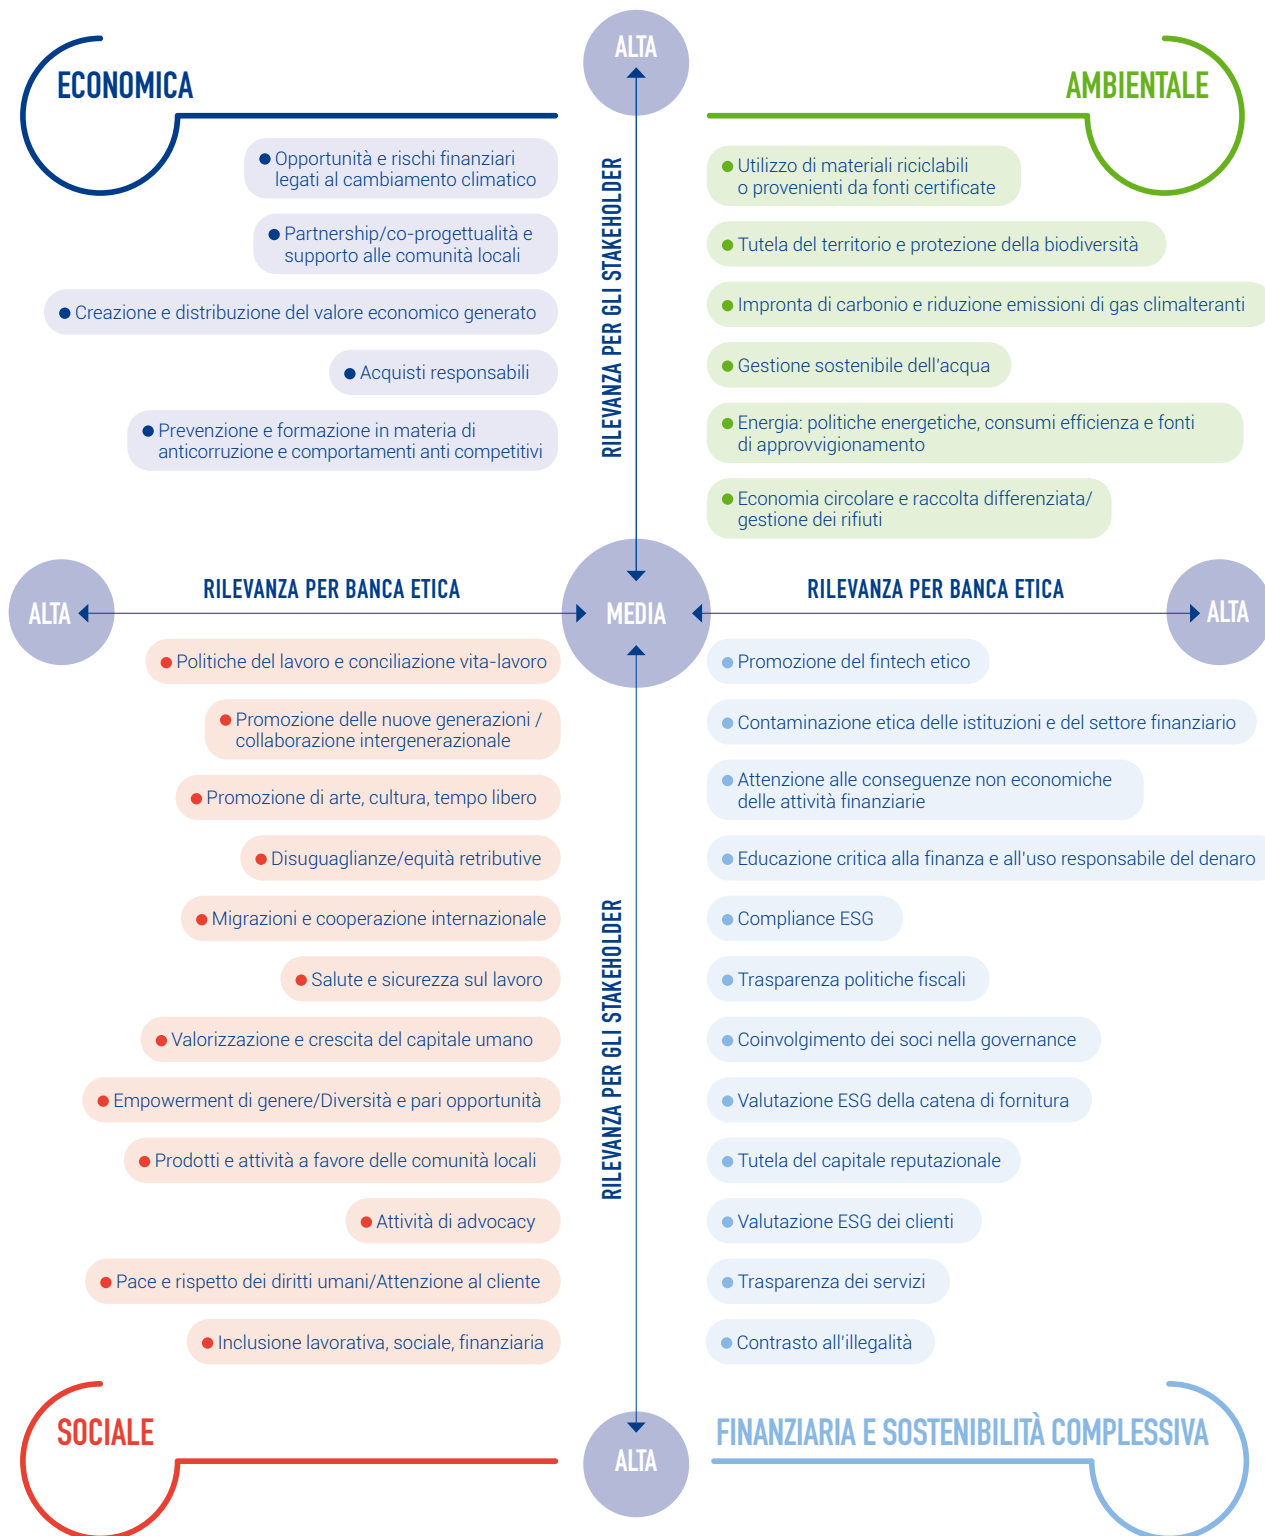 ALTA
ECONOMICA
Opportunità e rischi finanziari
legati al cambiamento climatico
Partnership/co-progettualità e
supporto alle comunità locali
Creazione e distribuzione del valore economico generato
Acquisti responsabili
Prevenzione e formazione in materia di
anticorruzione e comportamenti anti competitivi
RILEVANZA PER GLI STAKEHOLDER
AMBIENTALE
Utilizzo di materiali riciclabili
o provenienti da fonti certificate
Tutela del territorio e protezione della biodiversità
Impronta di carbonio e riduzione emissioni di gas climalteranti
Gestione sostenibile dell'acqua
Energia: politiche energetiche, consumi efficienza e fonti
di approvvigionamento
Economia circolare e raccolta differenziata/
gestione dei rifiuti
ALTA
RILEVANZA PER BANCA ETICA
MEDIA
RILEVANZA PER BANCA ETICA
ALTA
Politiche del lavoro e conciliazione vita-lavoro
Promozione delle nuove generazioni /
collaborazione intergenerazionale
Promozione di arte, cultura, tempo libero
Disuguaglianze/equità retributive
Migrazioni e cooperazione internazionale
Salute e sicurezza sul lavoro
Valorizzazione e crescita del capitale umano
Empowerment di genere/Diversità e pari opportunità
Prodotti e attività a favore delle comunità locali
Attività di advocacy
Pace e rispetto dei diritti umani/Attenzione al cliente
Inclusione lavorativa, sociale, finanziaria
SOCIALE
RILEVANZA PER GLI STAKEHOLDER
Promozione del fintech etico
Contaminazione etica delle istituzioni e del settore finanziario
Attenzione alle conseguenze non economiche
delle attività finanziarie
Educazione critica alla finanza e all'uso responsabile del denaro
Compliance ESG
Trasparenza politiche fiscali
Coinvolgimento dei soci nella governance
Valutazione ESG della catena di fornitura
Tutela del capitale reputazionale
Valutazione ESG dei clienti
Trasparenza dei servizi
Contrasto all'illegalità
FINANZIARIA E SOSTENIBILITÀ COMPLESSIVA
ALTA